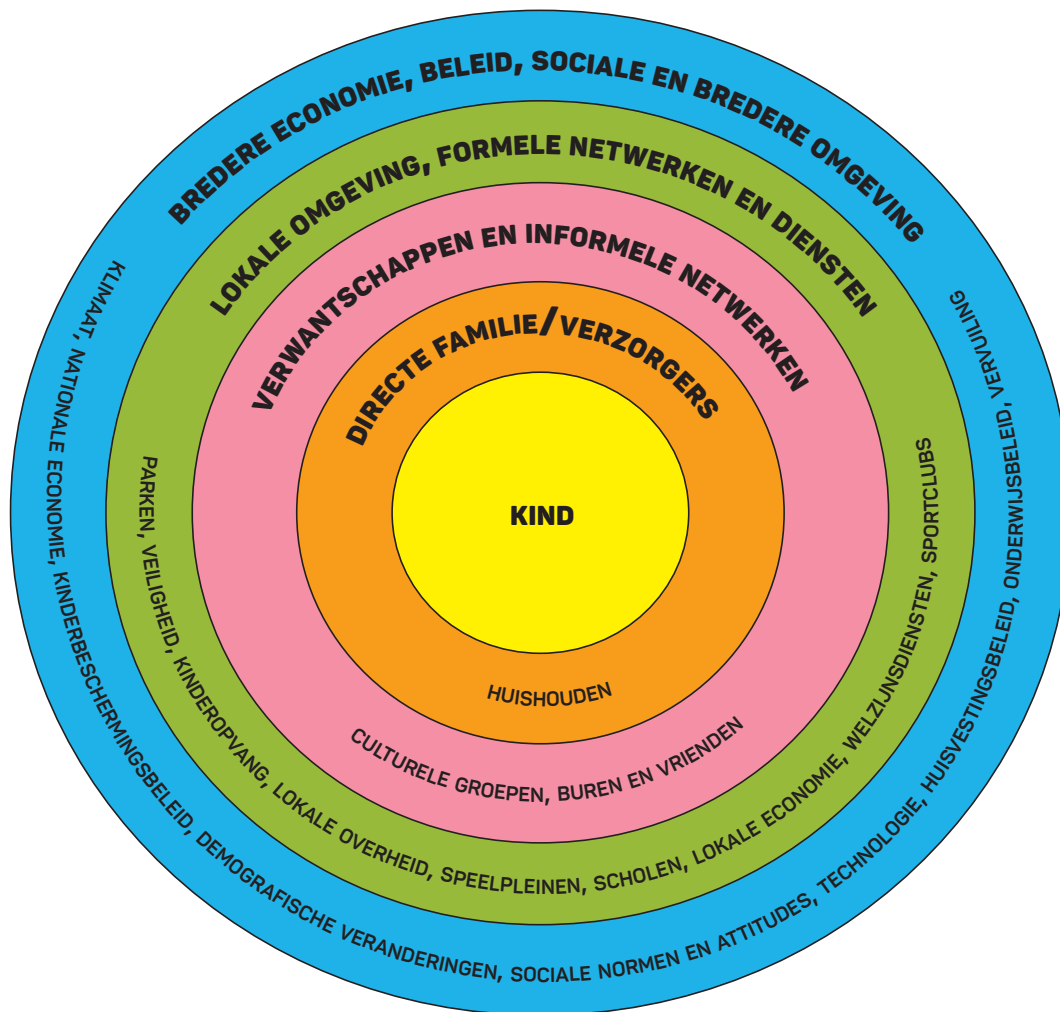 BREDERE ECONOMIE, BELEID, SOCIALE EN BREDERE OMGEVING
LOKALE OMGEVING, FORMELE NETWERKEN EN DIENSTEN
VERWANTSCHAPPEN EN INFORMELE NETWERKEN
DIRECTE FAMILIE/VERZORGERS
KIND
HUISHOUDEN
CULTURELE GROEPEN, BUREN EN VRIENDEN
PARKEN, VEILIGHEID, KINDEROPVANG, LOKALE OVERHEID, SPEELPLEINEN, SCHOLEN, LOKALE ECONOMIE, WELZIJNSDIENSTEN, SPORTCLUBS
KLIMAAT, NATIONALE ECONOMIE, KINDERBESCHERMINGSBELEID, DEMOGRAFISCHE VERANDERINGEN, SOCIALE NORMEN EN ATTITUDES, TECHNOLOGIE, HUISVESTINGSBELEID, ONDERWIJSBELEID, VERVUILING